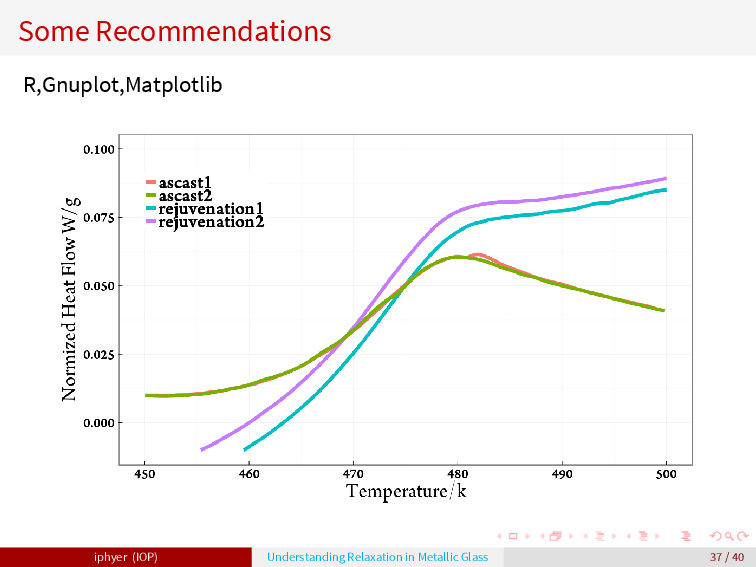 Some Recommendations
R,Gnuplot,Matplotlib
0.100
0.075
0.050
0.025
0.000
Normized Heat Flow W/g
ascast1
ascast2
rejuvenation1
rejuvenation2
450 460 470 480 490 500
Temperature/k
iphyer (IOP) Understanding Relaxation in Metallic Glass 37 / 40